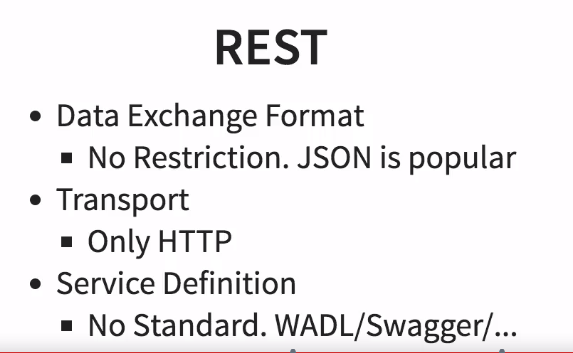 REST
• Data Exchange Format
▪ No Restriction. JSON is popular
• Transport
▪ Only HTTP
• Service Definition
▪ No Standard. WADL/Swagger/...